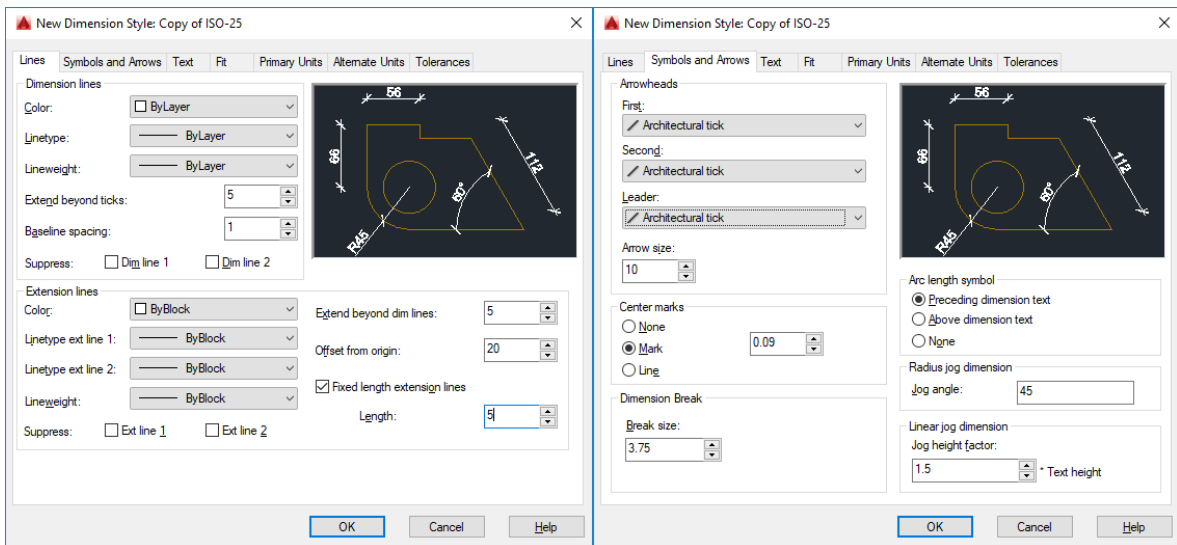 New Dimension Style: Copy of ISO-25
Lines Symbols and Arrows Text Fit Primary Units Alternate Units Tolerances
Dimension lines
Color: ByLayer
Linetype: ByLayer
Lineweight: ByLayer
Extend beyond ticks: 5
Baseline spacing: 1
Suppress: Dim line 1 Dim line 2
56
66
112
60°
R45
Extension lines
Color: ByBlock
Linetype ext line 1: ByBlock
Linetype ext line 2: ByBlock
Lineweight: ByBlock
Suppress: Ext line 1 Ext line 2
Extend beyond dim lines: 5
Offset from origin: 20
Fixed length extension lines
Length: 5
OK Cancel Help
New Dimension Style: Copy of ISO-25
Lines Symbols and Arrows Text Fit Primary Units Alternate Units Tolerances
Arrowheads
First:
Architectural tick
Second:
Architectural tick
Leader:
Architectural tick
Arrow size:
10
Center marks
None
Mark 0.09
Line
Dimension Break
Break size:
3.75
56
66
112
60°
R45
Arc length symbol
Preceding dimension text
Above dimension text
None
Radius jog dimension
Jog angle: 45
Linear jog dimension
Jog height factor:
1.5 * Text height
OK Cancel Help